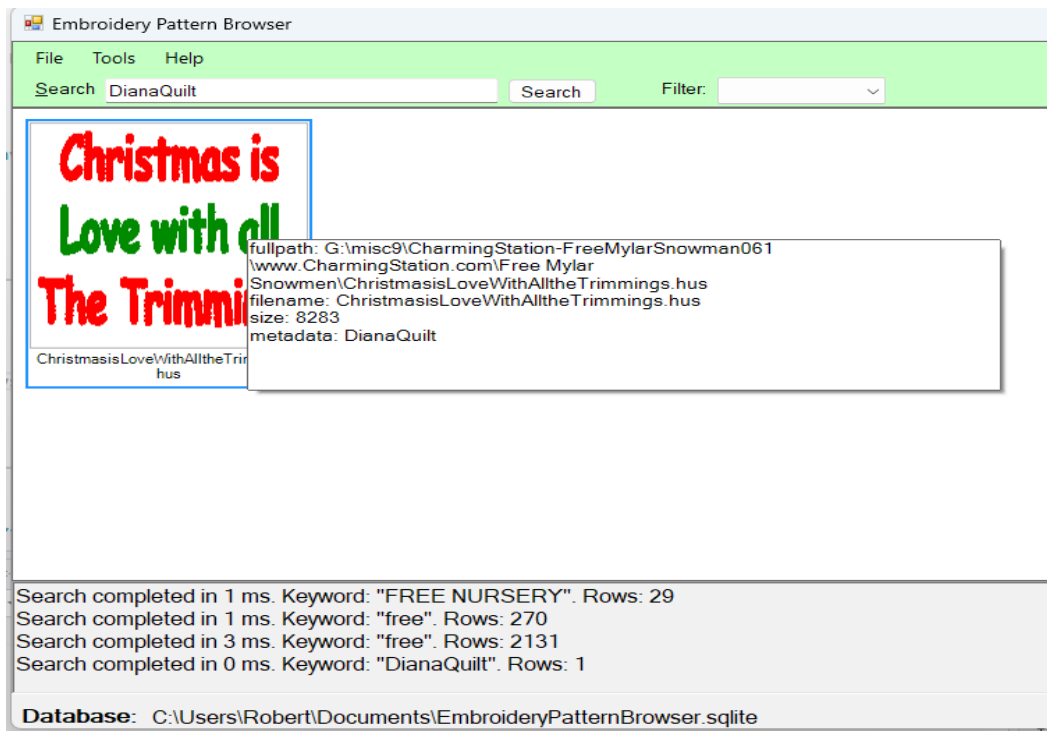 Embroidery Pattern Browser
File Tools Help
Search DianaQuilt Search Filter:
Christmas is
Love with all
The Trimmi
ChristmasisLoveWithAlltheTrir
hus
fullpath: G:\misc9\CharmingStation-FreeMylarSnowman061
\www.CharmingStation.com\Free Mylar
Snowmen\ChristmasisLoveWithAlltheTrimmings.hus
filename: ChristmasisLoveWithAlltheTrimmings.hus
size: 8283
metadata: DianaQuilt
Search completed in 1 ms. Keyword: "FREE NURSERY". Rows: 29
Search completed in 1 ms. Keyword: "free". Rows: 270
Search completed in 3 ms. Keyword: "free". Rows: 2131
Search completed in 0 ms. Keyword: "DianaQuilt". Rows: 1
Database: C:\Users\Robert\Documents\EmbroideryPatternBrowser.sqlite